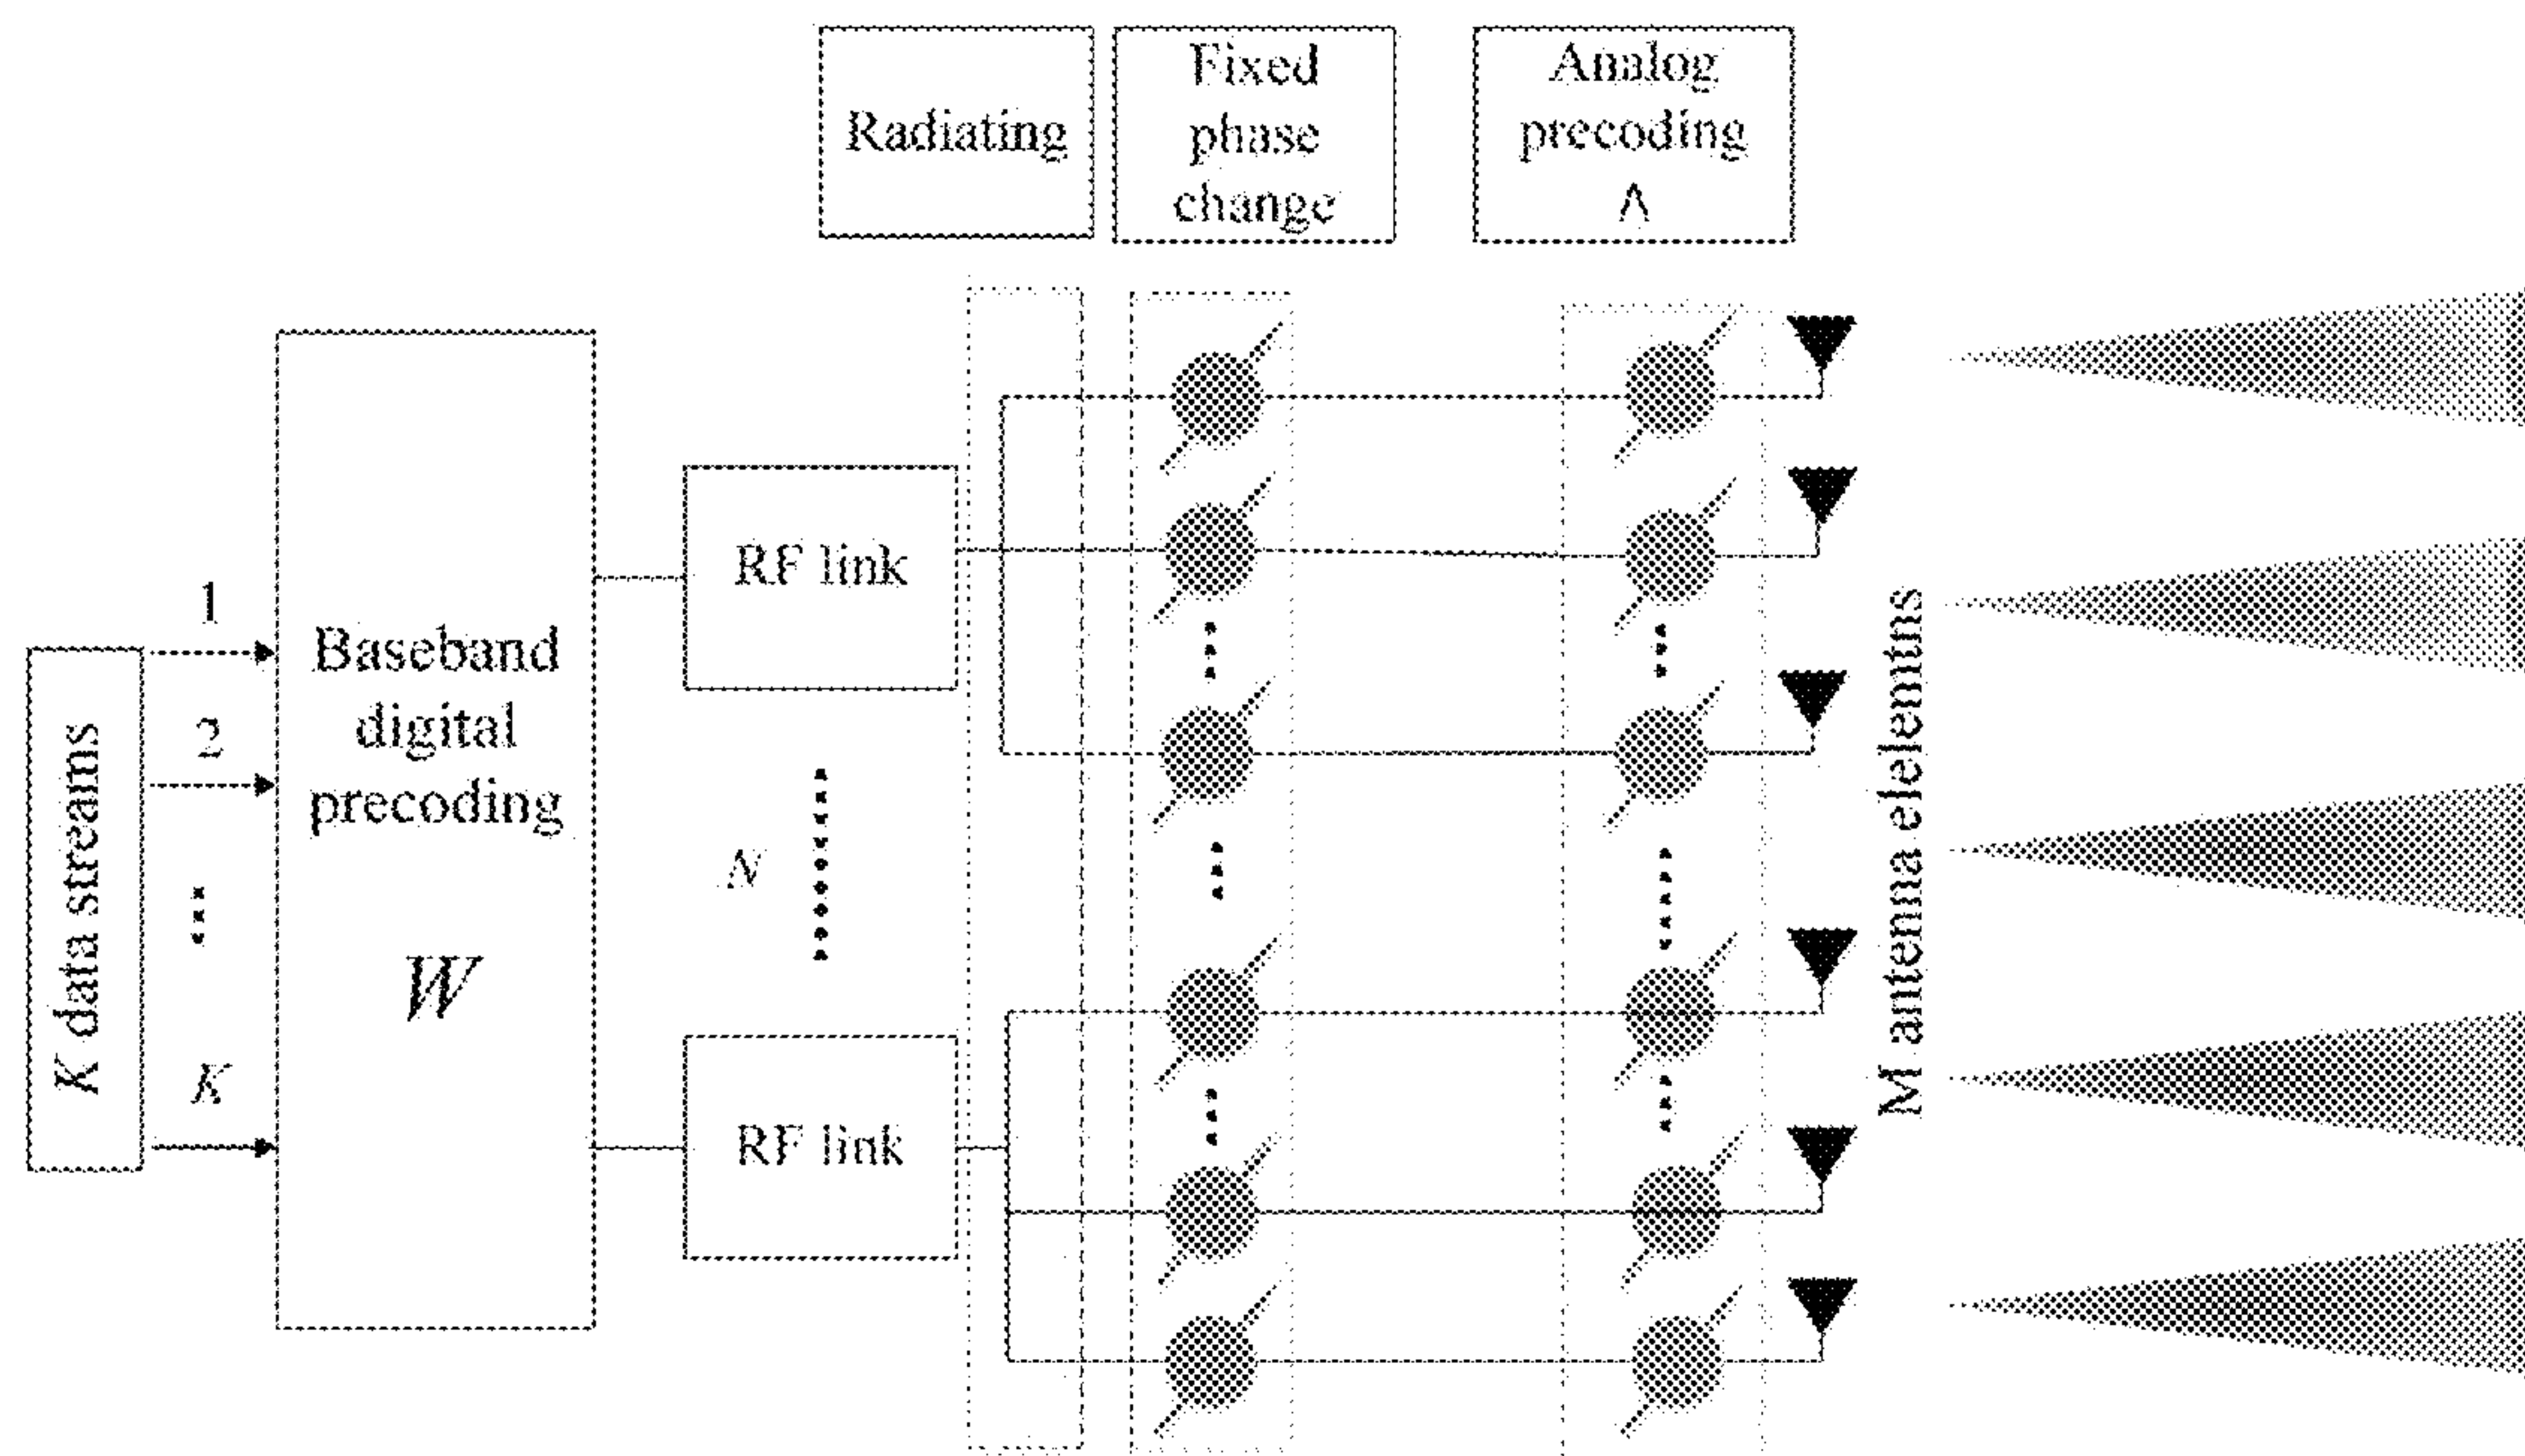 Radiating
Fixed
phase
change
Analog
precoding
Λ
K data streams
1
2
K
Baseband
digital
precoding
W
RF link
N
RF link
M antenna elelemtns